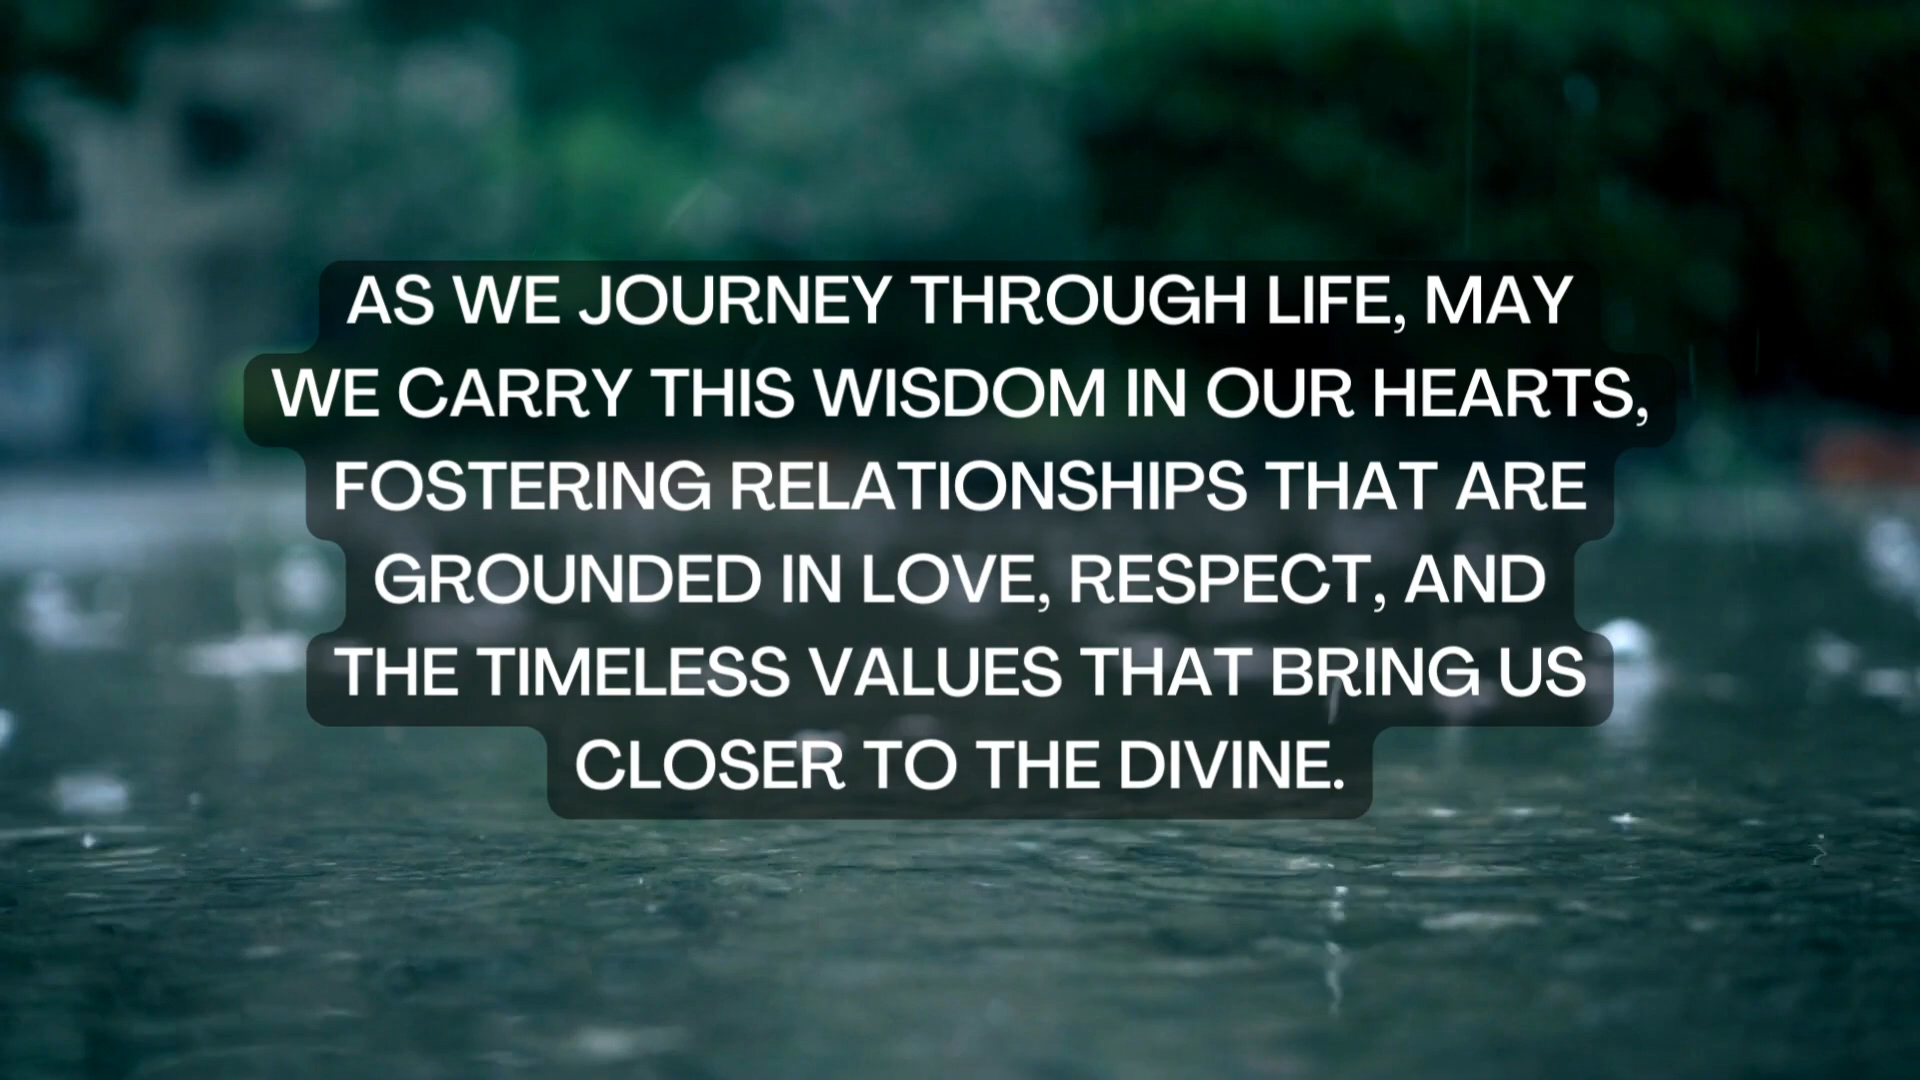 AS WE JOURNEY THROUGH LIFE, MAY
WE CARRY THIS WISDOM IN OUR HEARTS,
FOSTERING RELATIONSHIPS THAT ARE
GROUNDED IN LOVE, RESPECT, AND
THE TIMELESS VALUES THAT BRING US
CLOSER TO THE DIVINE.